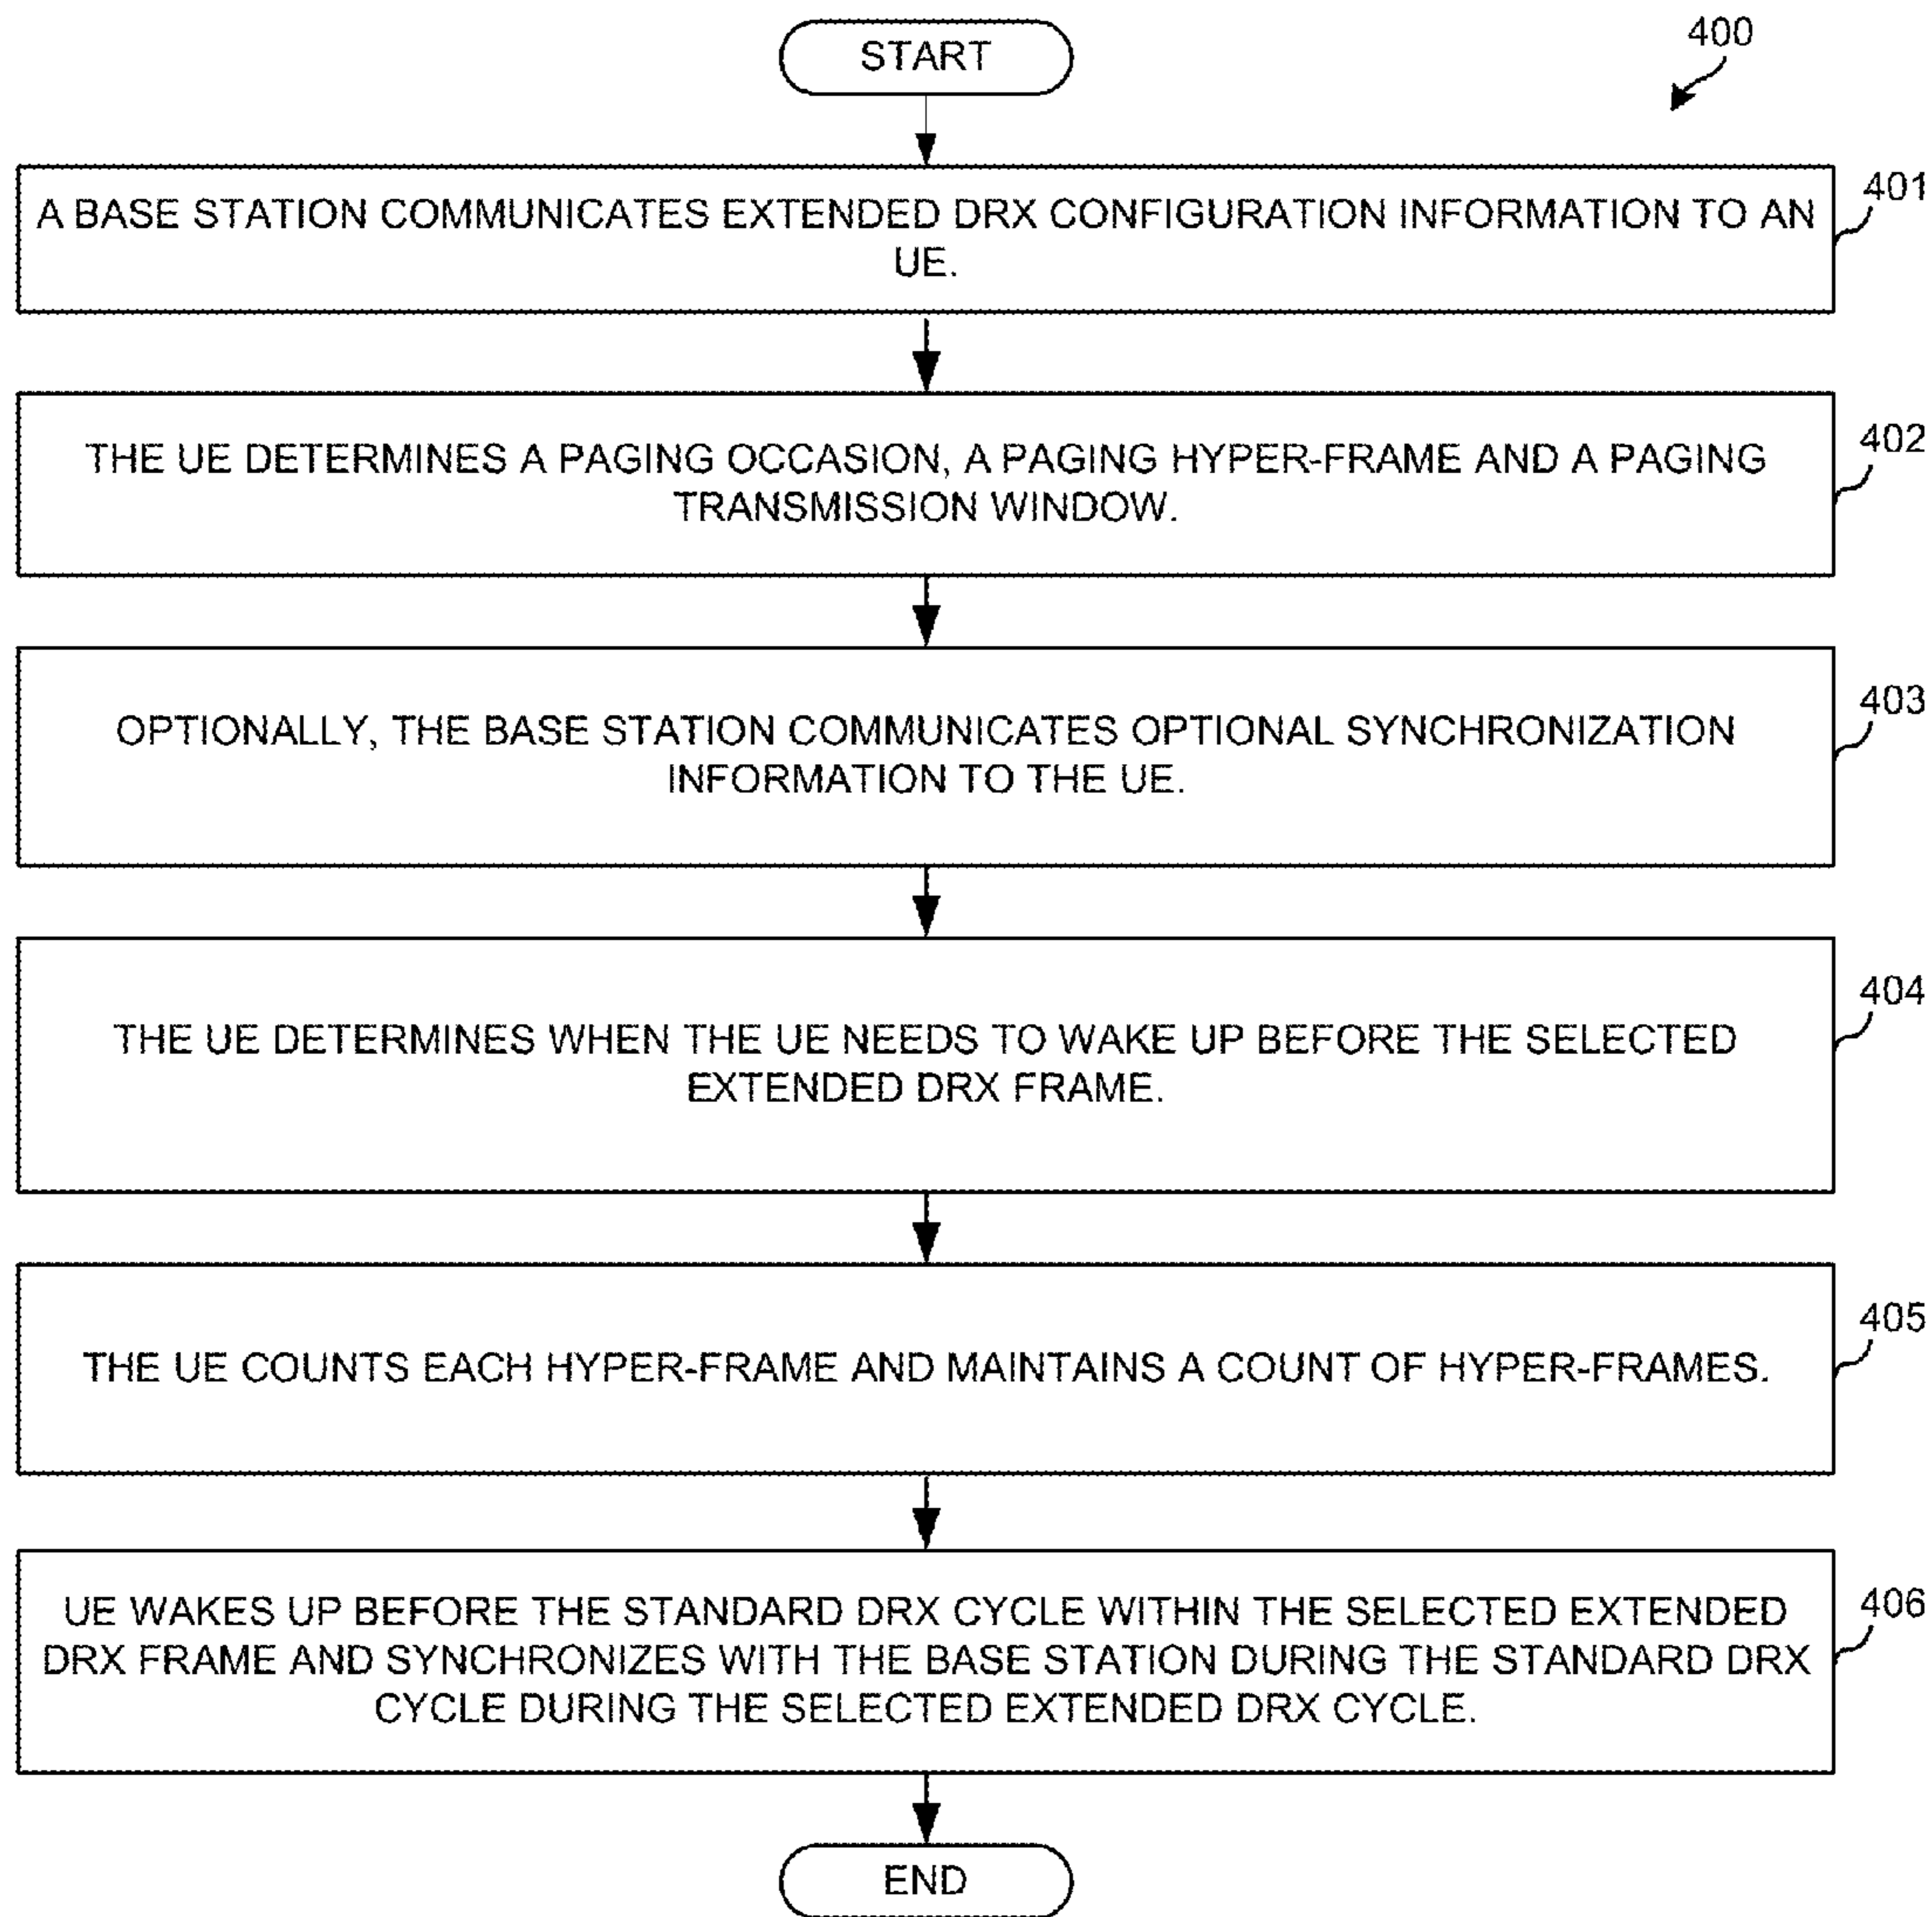 START
400
A BASE STATION COMMUNICATES EXTENDED DRX CONFIGURATION INFORMATION TO AN
UE.
401
THE UE DETERMINES A PAGING OCCASION, A PAGING HYPER-FRAME AND A PAGING
TRANSMISSION WINDOW.
402
OPTIONALLY, THE BASE STATION COMMUNICATES OPTIONAL SYNCHRONIZATION
INFORMATION TO THE UE.
403
THE UE DETERMINES WHEN THE UE NEEDS TO WAKE UP BEFORE THE SELECTED
EXTENDED DRX FRAME.
404
THE UE COUNTS EACH HYPER-FRAME AND MAINTAINS A COUNT OF HYPER-FRAMES.
405
UE WAKES UP BEFORE THE STANDARD DRX CYCLE WITHIN THE SELECTED EXTENDED
DRX FRAME AND SYNCHRONIZES WITH THE BASE STATION DURING THE STANDARD DRX
CYCLE DURING THE SELECTED EXTENDED DRX CYCLE.
406
END